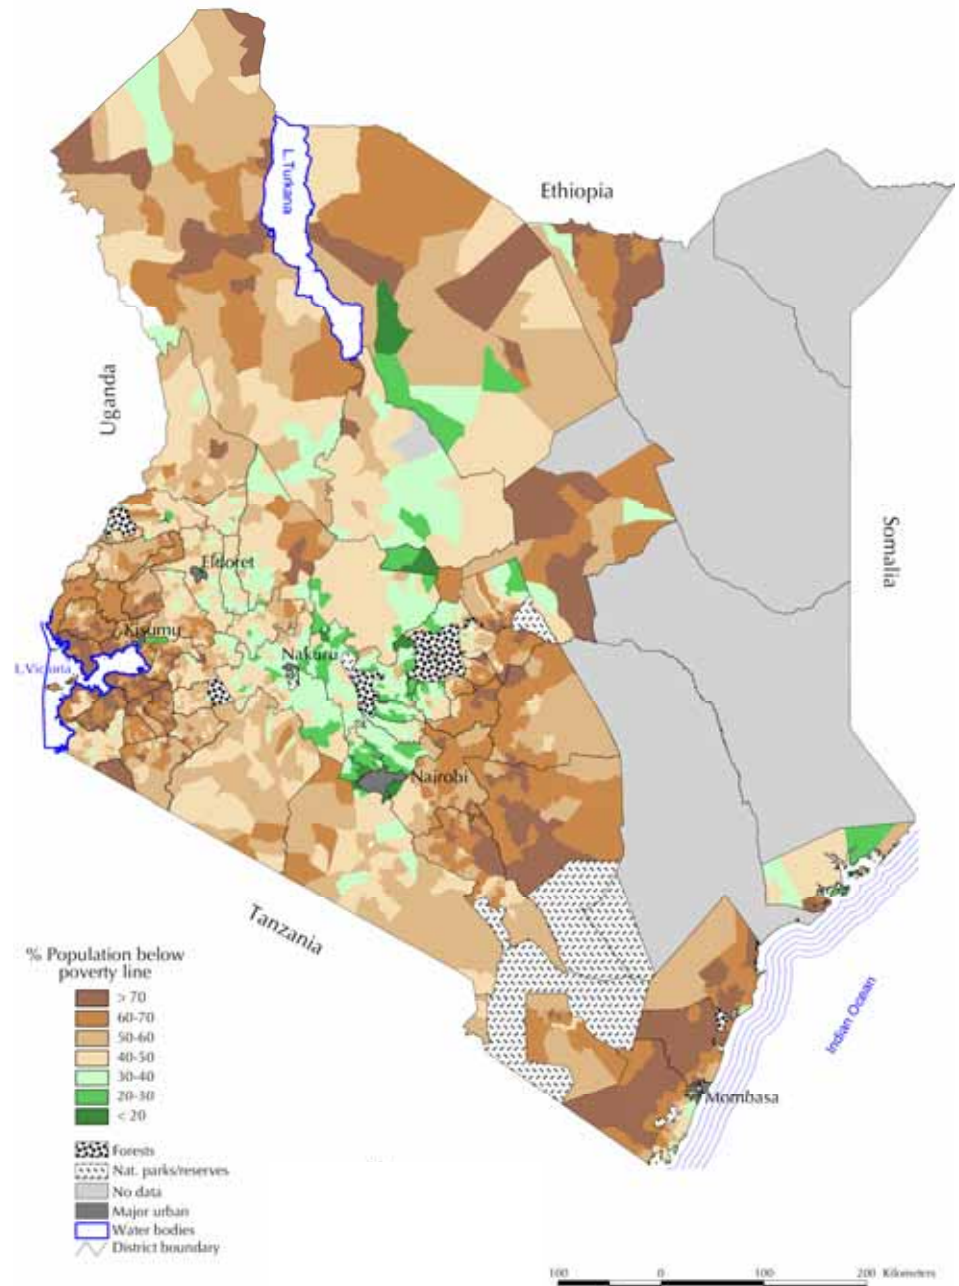 Ethiopia
L.Turkana
Uganda
Somalia
Eldoret
Kisumu
Nakuru
L.Victoria
Nairobi
Tanzania
Indian Ocean
Mombasa
% Population below
poverty line
> 70
60-70
50-60
40-50
30-40
20-30
< 20
Forests
Nat. parks/reserves
No data
Major urban
Water bodies
District boundary
100 0 100 200 Kilometers